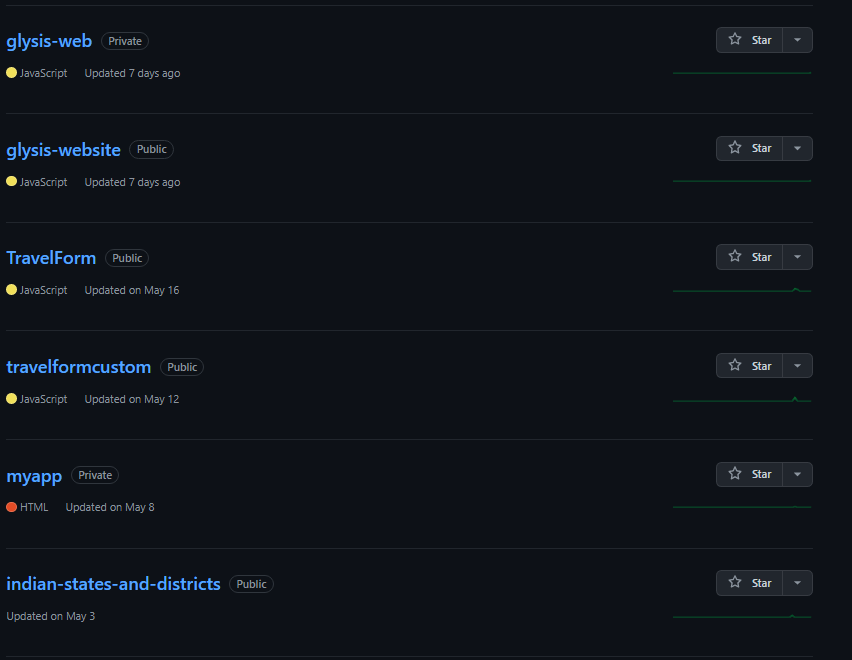 glysis-web Private Star
JavaScript Updated 7 days ago
glysis-website Public Star
JavaScript Updated 7 days ago
TravelForm Public Star
JavaScript Updated on May 16
travelformcustom Public Star
JavaScript Updated on May 12
myapp Private Star
HTML Updated on May 8
indian-states-and-districts Public Star
Updated on May 3